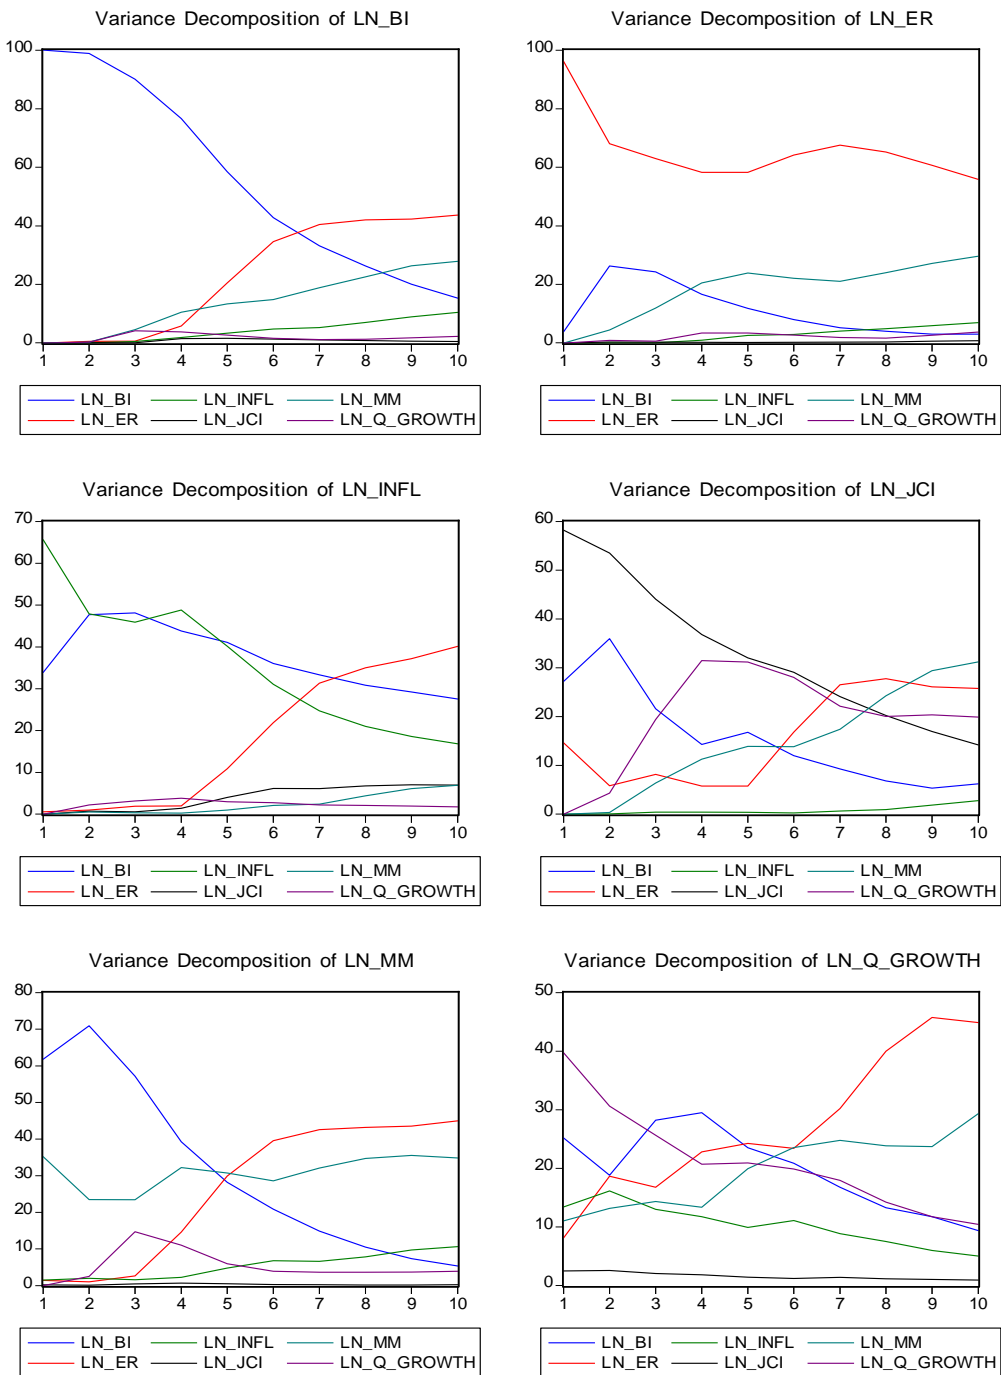 Variance Decomposition of LN_BI
100
80
60
40
20
0
1 2 3 4 5 6 7 8 9 10
LN_BI LN_INFL LN_MM
LN_ER LN_JCI LN_Q_GROWTH
Variance Decomposition of LN_ER
100
80
60
40
20
0
1 2 3 4 5 6 7 8 9 10
LN_BI LN_INFL LN_MM
LN_ER LN_JCI LN_Q_GROWTH
Variance Decomposition of LN_INFL
70
60
50
40
30
20
10
0
1 2 3 4 5 6 7 8 9 10
LN_BI LN_INFL LN_MM
LN_ER LN_JCI LN_Q_GROWTH
Variance Decomposition of LN_JCI
60
50
40
30
20
10
0
1 2 3 4 5 6 7 8 9 10
LN_BI LN_INFL LN_MM
LN_ER LN_JCI LN_Q_GROWTH
Variance Decomposition of LN_MM
80
70
60
50
40
30
20
10
0
1 2 3 4 5 6 7 8 9 10
LN_BI LN_INFL LN_MM
LN_ER LN_JCI LN_Q_GROWTH
Variance Decomposition of LN_Q_GROWTH
50
40
30
20
10
0
1 2 3 4 5 6 7 8 9 10
LN_BI LN_INFL LN_MM
LN_ER LN_JCI LN_Q_GROWTH